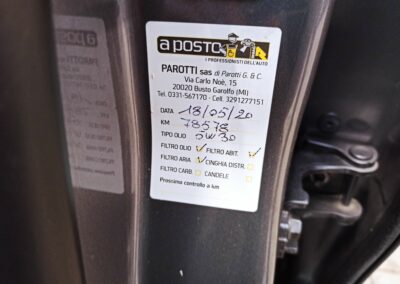 a posto
I PROFESSIONISTI DELL'AUTO
PAROTTI sas di Parotti G. & C.
Via Carlo Noè, 15
20020 Busto Garolfo (MI)
Tel. 0331-567170 - Cell. 3291277151
DATA 18/05/20
KM 78578
TIPO OLIO 0W30
FILTRO OLIO FILTRO ABIT.
FILTRO ARIA CINGHIA DISTR.
FILTRO CARB. CANDELE
Prossimo controllo a km